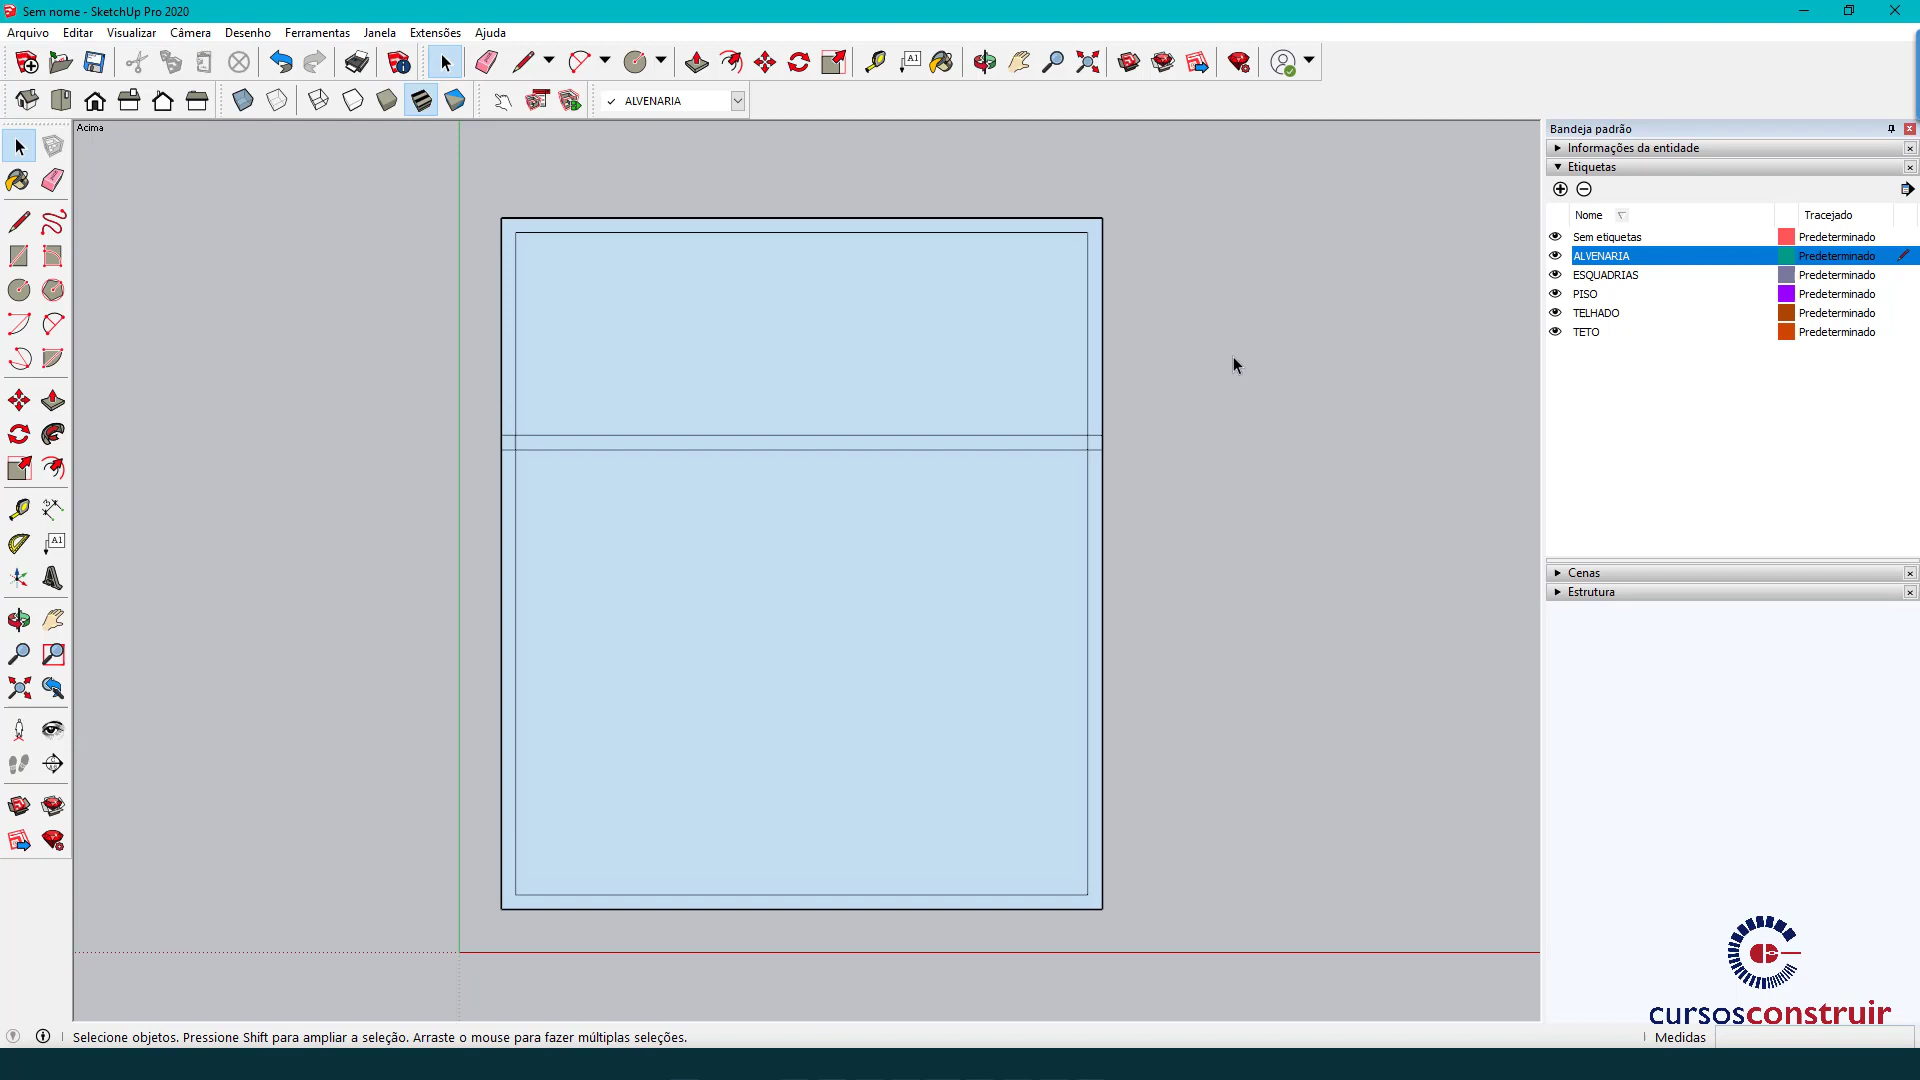 Sem nome - SketchUp Pro 2020
Arquivo Editar Visualizar Câmera Desenho Ferramentas Janela Extensões Ajuda
A1
ALVENARIA
Acima
Bandeja padrão
Informações da entidade
Etiquetas
Nome Tracejado
Sem etiquetas Predeterminado
ALVENARIA Predeterminado
ESQUADRIAS Predeterminado
PISO Predeterminado
TELHADO Predeterminado
TETO Predeterminado
A1
Cenas
Estrutura
cursosconstruir
Selecione objetos. Pressione Shift para ampliar a seleção. Arraste o mouse para fazer múltiplas seleções.
Medidas